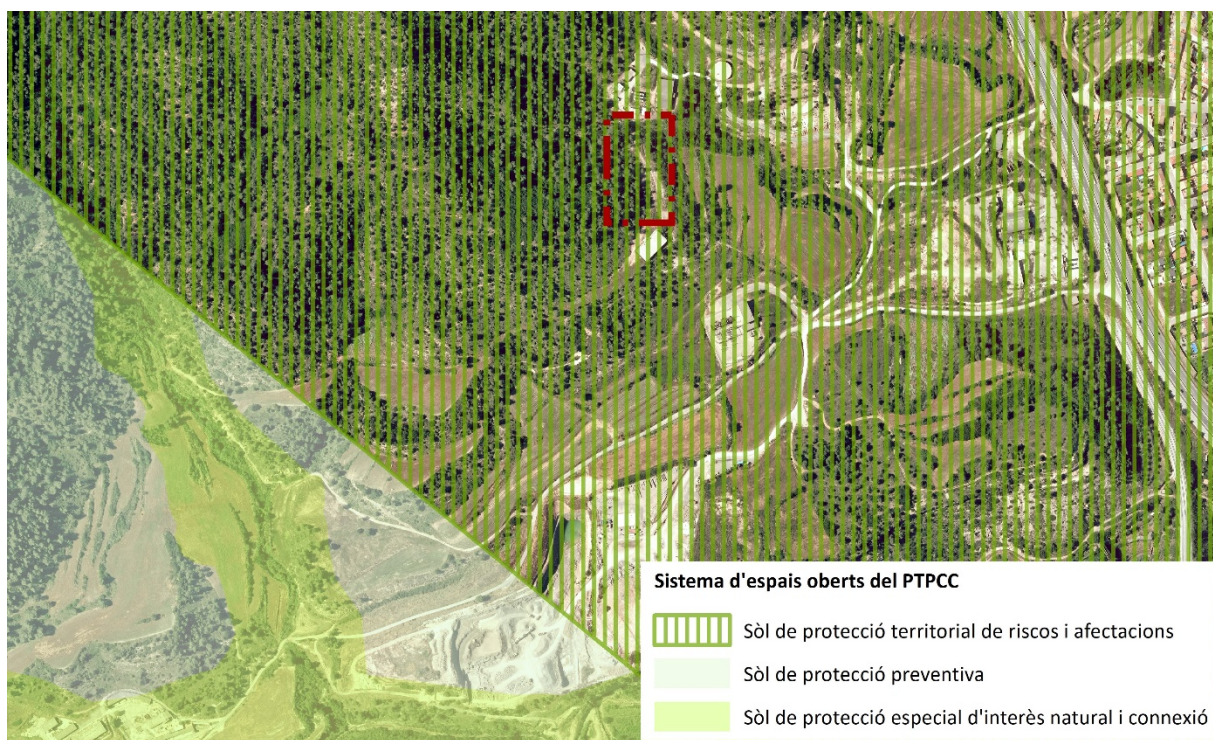 Sistema d'espais oberts del PTPCC
Sòl de protecció territorial de riscos i afectacions
Sòl de protecció preventiva
Sòl de protecció especial d'interès natural i connexió